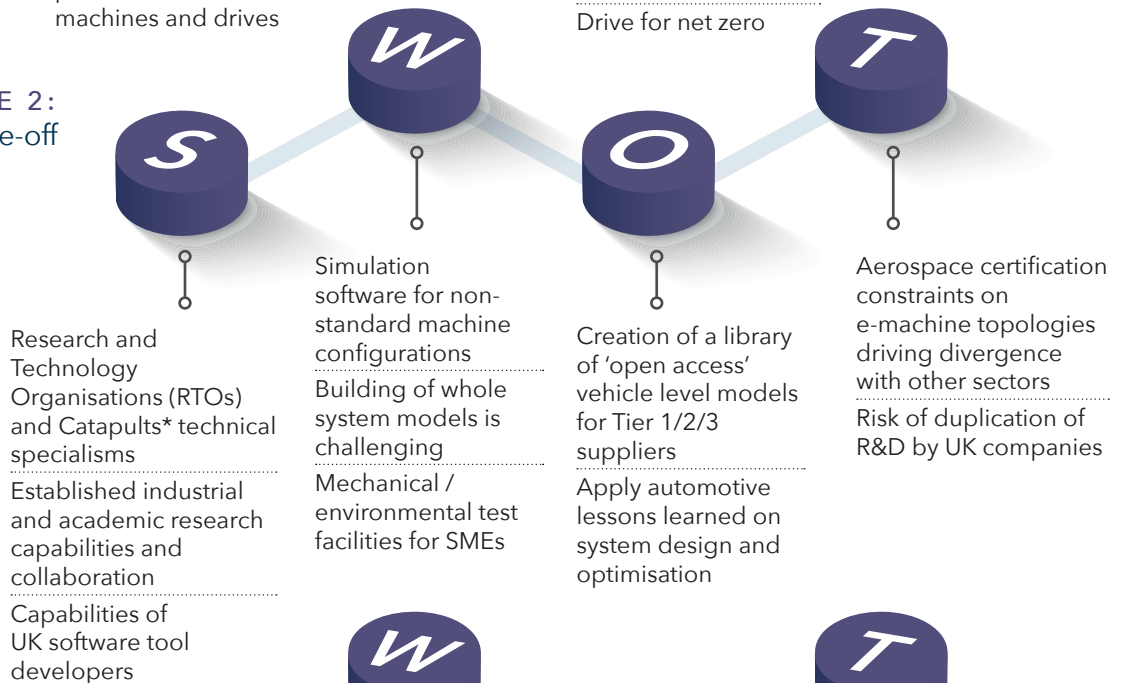 machines and drives
Drive for net zero
E 2:
e-off
S
W
O
T
Research and
Technology
Organisations (RTOs)
and Catapults* technical
specialisms
Established industrial
and academic research
capabilities and
collaboration
Capabilities of
UK software tool
developers
Simulation
software for non-
standard machine
configurations
Building of whole
system models is
challenging
Mechanical /
environmental test
facilities for SMEs
Creation of a library
of ‘open access’
vehicle level models
for Tier 1/2/3
suppliers
Apply automotive
lessons learned on
system design and
optimisation
Aerospace certification
constraints on
e-machine topologies
driving divergence
with other sectors
Risk of duplication of
R&D by UK companies
W
T